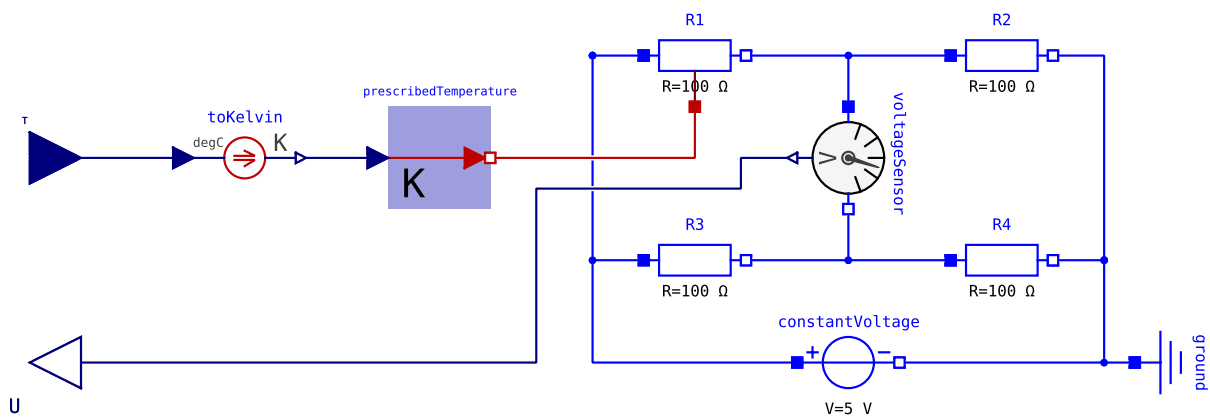 R1
R2
R=100 Ω
R=100 Ω
prescribedTemperature
T
toKelvin
degC
K
K
V
voltageSensor
R3
R4
R=100 Ω
R=100 Ω
constantVoltage
+
−
V=5 V
ground
U